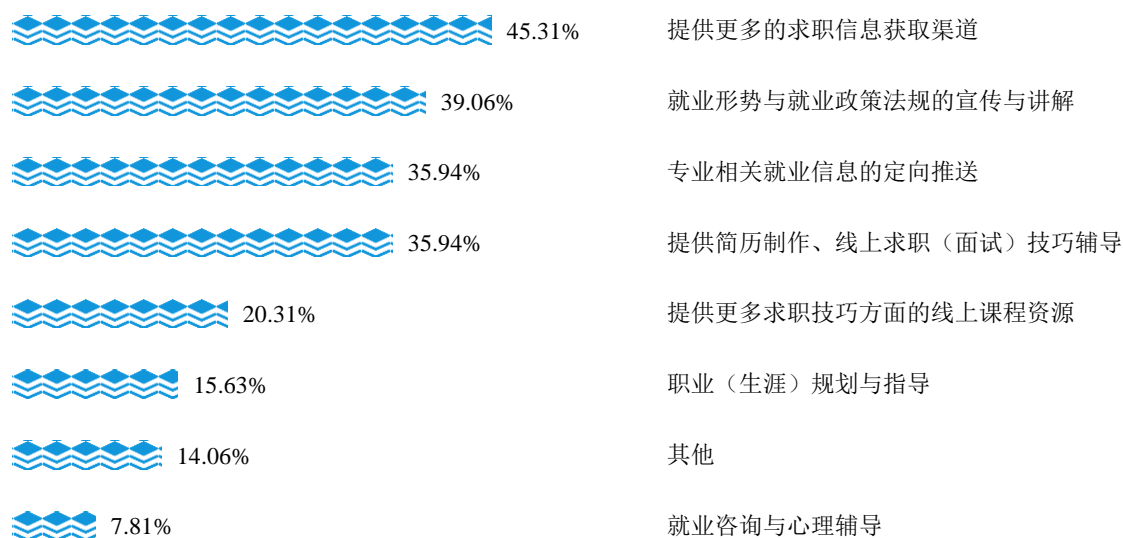 45.31% 提供更多的求职信息获取渠道
39.06% 就业形势与就业政策法规的宣传与讲解
35.94% 专业相关就业信息的定向推送
35.94% 提供简历制作、线上求职（面试）技巧辅导
20.31% 提供更多求职技巧方面的线上课程资源
15.63% 职业（生涯）规划与指导
14.06% 其他
7.81% 就业咨询与心理辅导